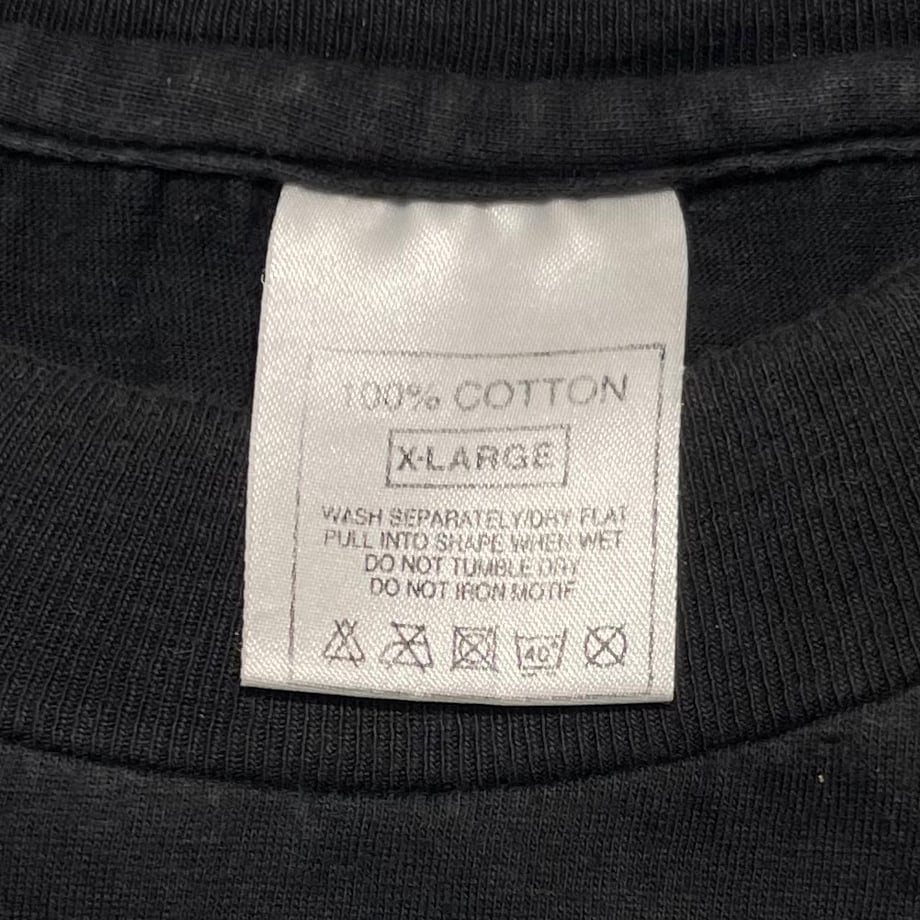 100% COTTON
X-LARGE
WASH SEPARATELY/DRY FLAT
PULL INTO SHAPE WHEN WET
DO NOT TUMBLE DRY
DO NOT IRON MOTIF
40°